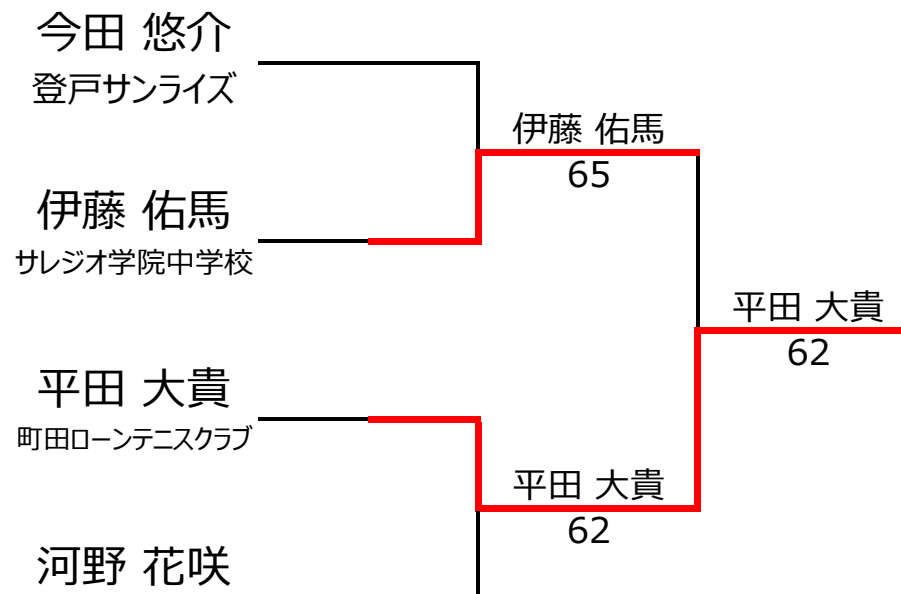 今田 悠介
登戸サンライズ
伊藤 佑馬
65
伊藤 佑馬
サレジオ学院中学校
平田 大貴
62
平田 大貴
町田ローンテニスクラブ
平田 大貴
62
河野 花咲